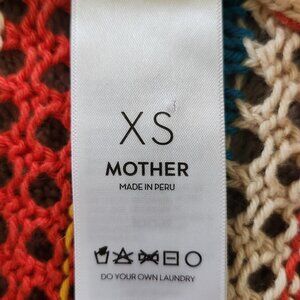 XS
MOTHER
MADE IN PERU
DO YOUR OWN LAUNDRY